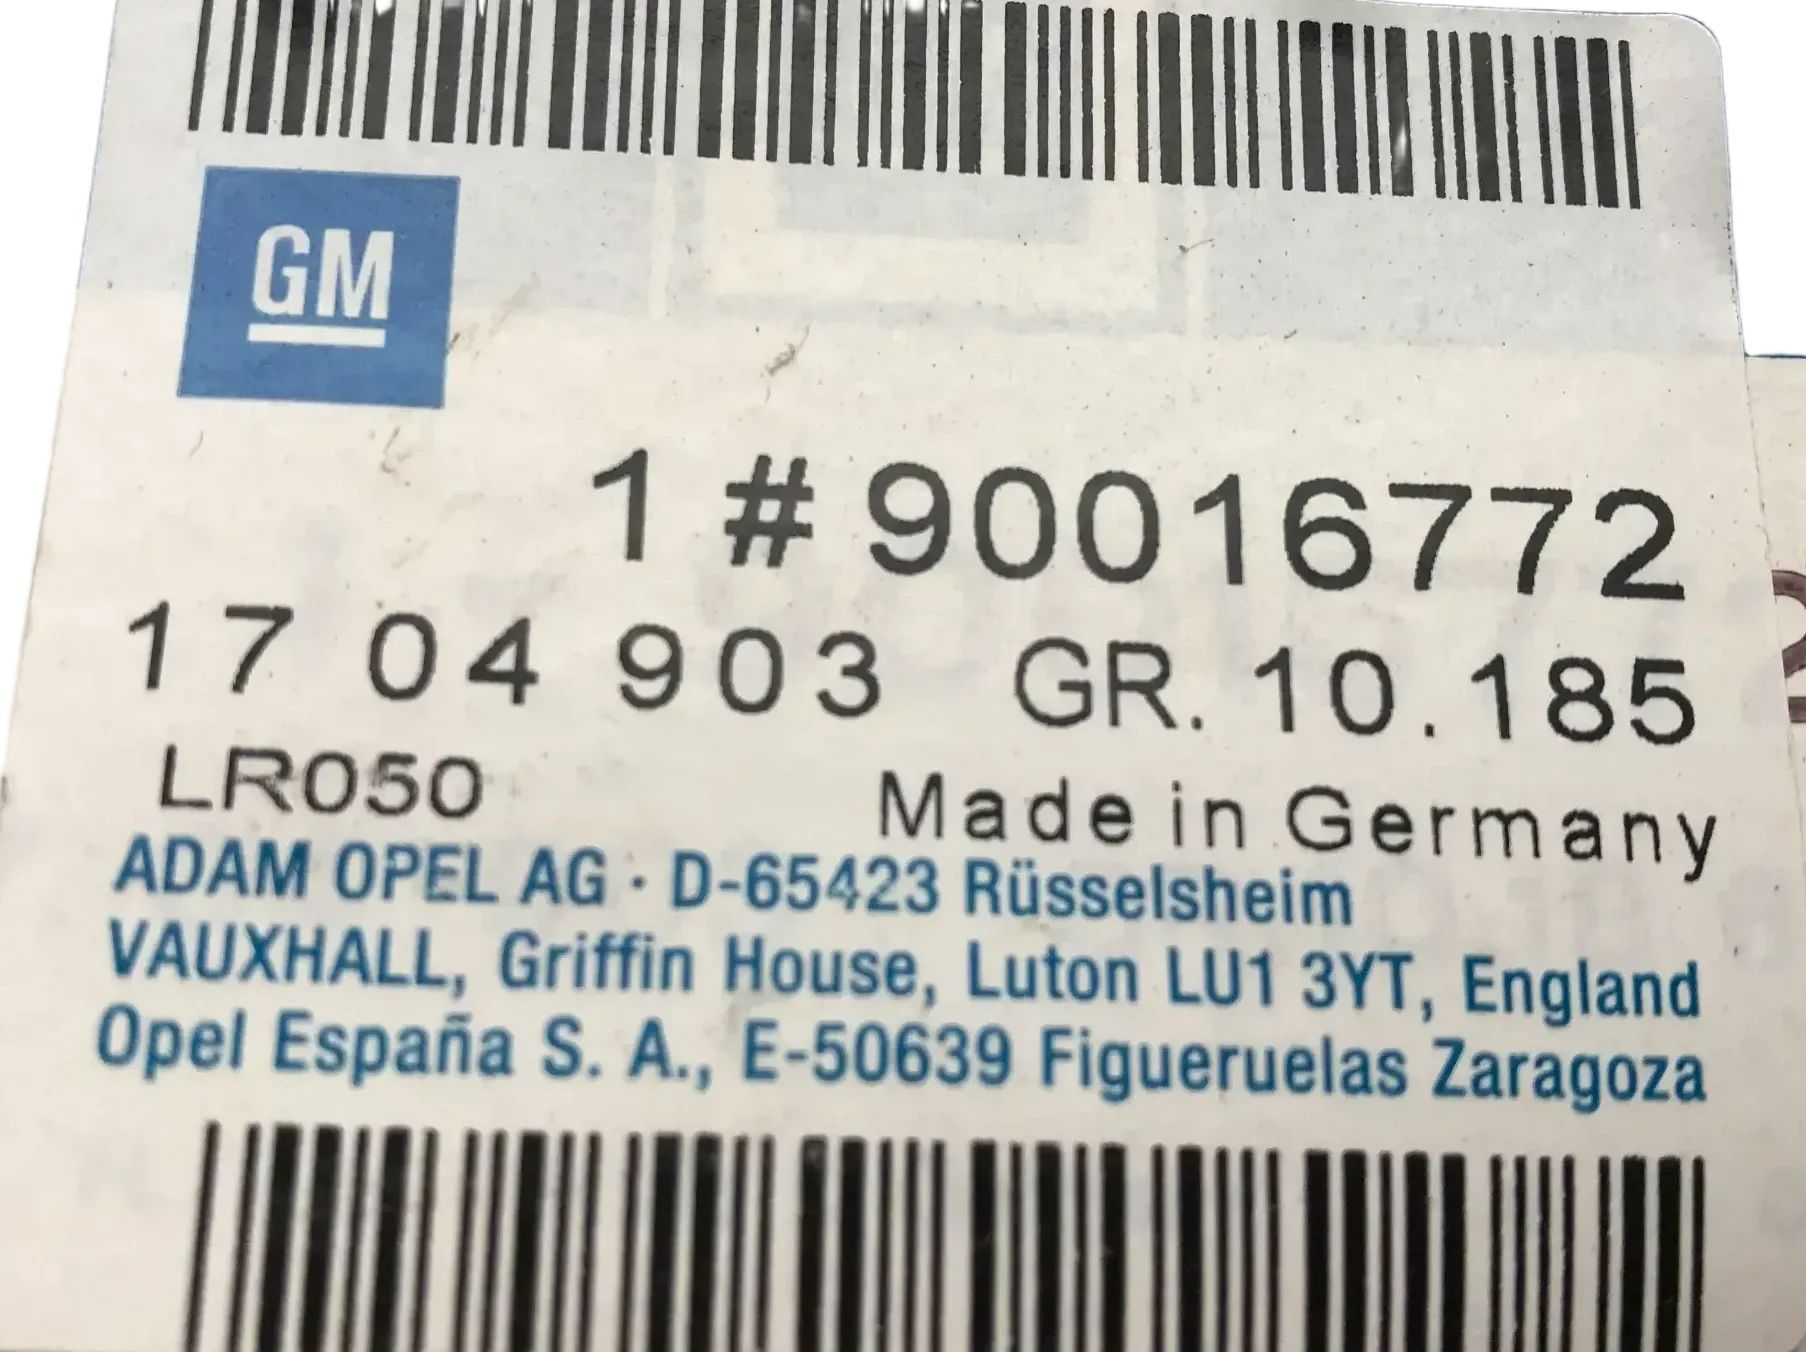 GM
1 # 90016772
17 04 903 GR. 10.185
LR050
Made in Germany
ADAM OPEL AG · D-65423 Rüsselsheim
VAUXHALL, Griffin House, Luton LU1 3YT, England
Opel España S. A., E-50639 Figueruelas Zaragoza